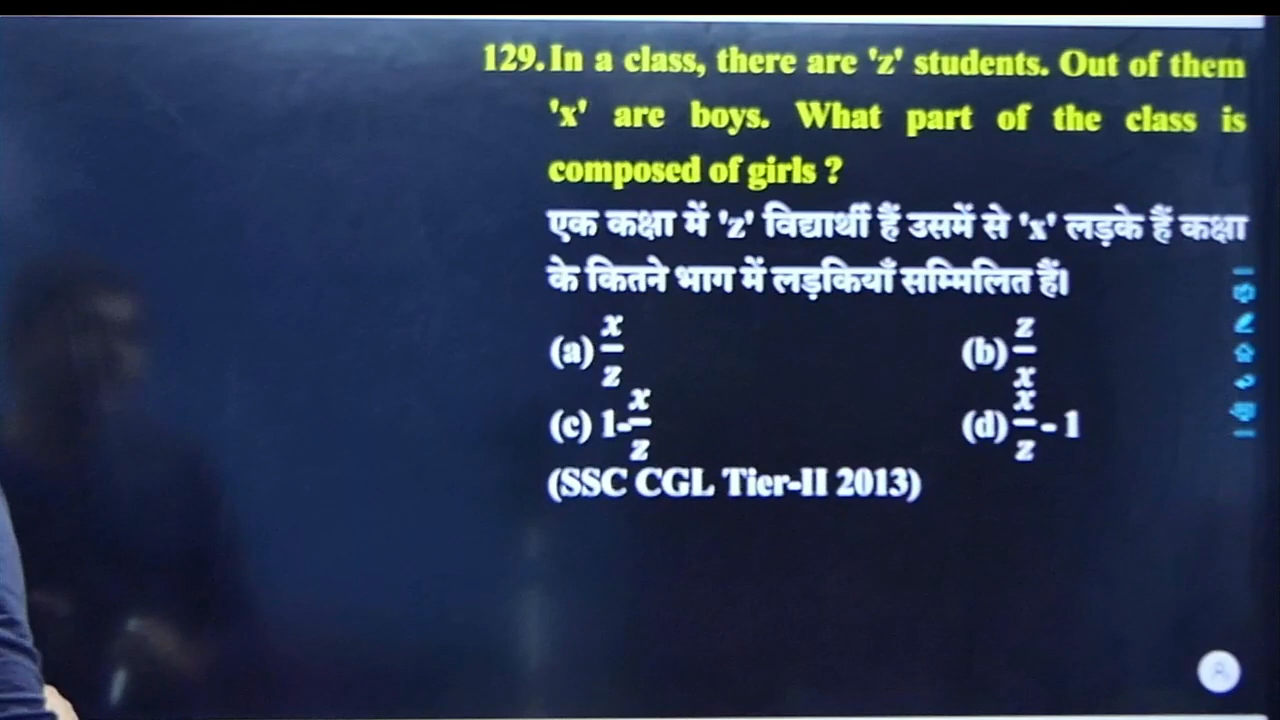 129. In a class, there are 'z' students. Out of them
'x' are boys. What part of the class is
composed of girls ?
एक कक्षा में 'z' विद्यार्थी हैं उसमें से 'x' लड़के हैं कक्षा
के कितने भाग में लड़कियाँ सम्मिलित हैं।
(a) x/z (b) z/x
(c) 1-x/z (d) x/z - 1
(SSC CGL Tier-II 2013)